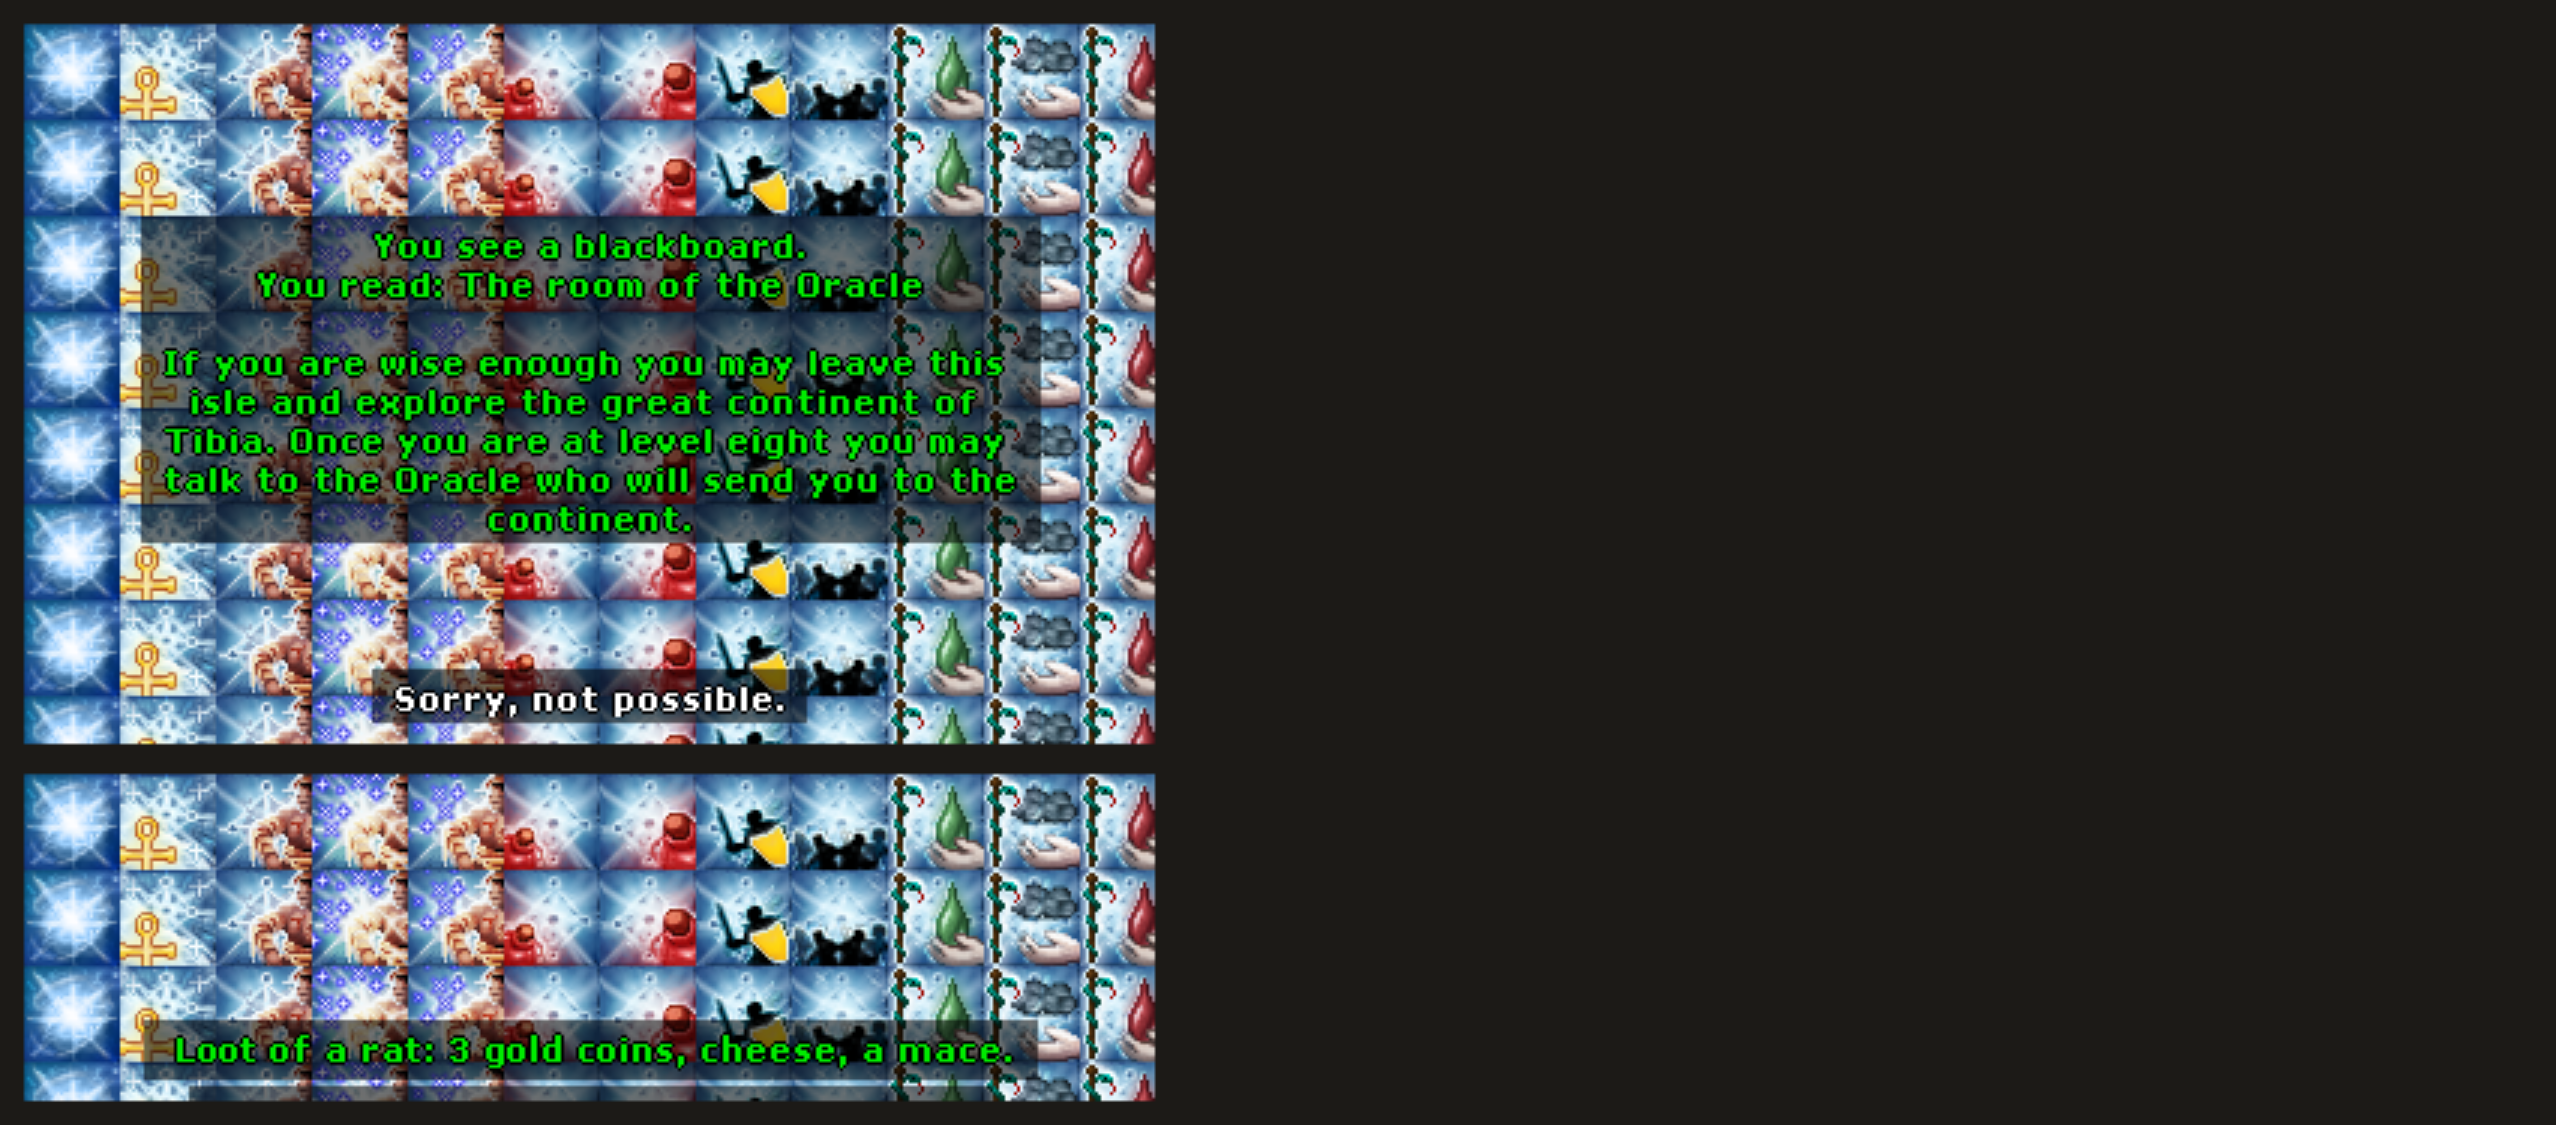 You see a blackboard.
You read: The room of the Oracle
If you are wise enough you may leave this
isle and explore the great continent of
Tibia. Once you are at level eight you may
talk to the Oracle who will send you to the
continent.
Sorry, not possible.
Loot of a rat: 3 gold coins, cheese, a mace.